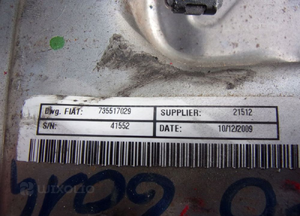 Dwg. FIAT: 735517029 SUPPLIER: 21512
S/N: 41552 DATE: 10/12/2009